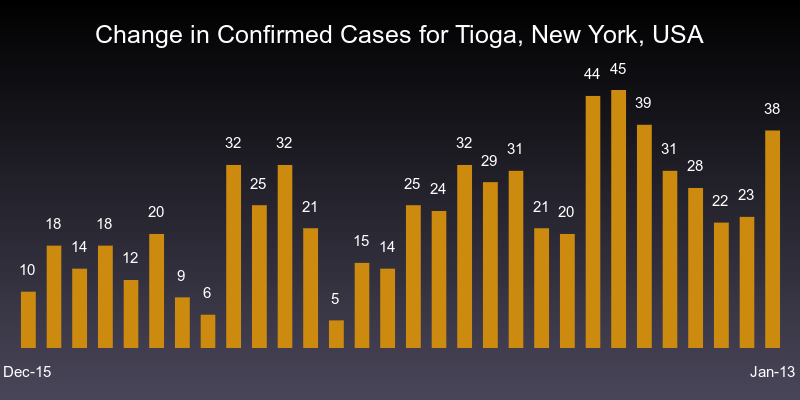 Change in Confirmed Cases for Tioga, New York, USA
10 18 14 18 12 20 9 6 32 25 32 21 5 15 14 25 24 32 29 31 21 20 44 45 39 31 28 22 23 38
Dec-15 Jan-13